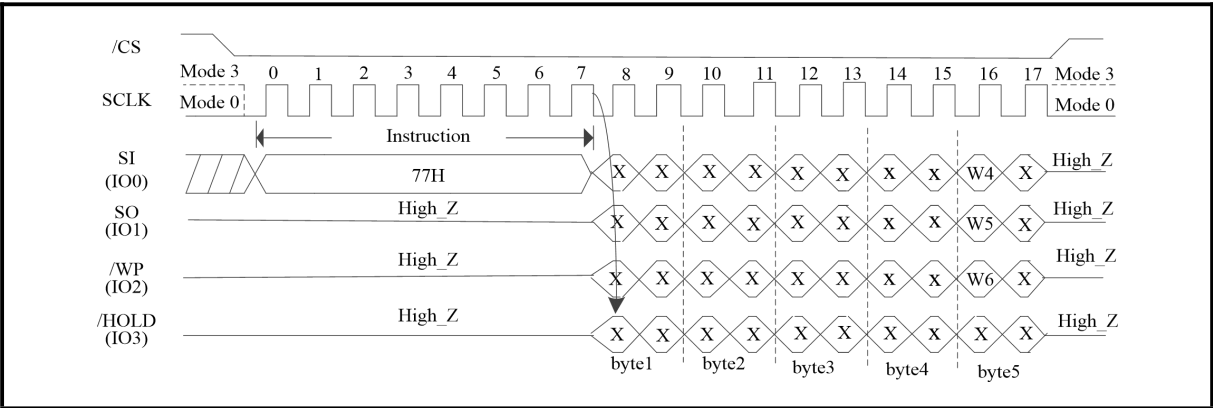 /CS
Mode 3 0 1 2 3 4 5 6 7 8 9 10 11 12 13 14 15 16 17 Mode 3
SCLK Mode 0 Mode 0
Instruction
SI
(IO0)
77H X X X X X X x x W4 X High_Z
SO
(IO1)
High_Z X X X X X X x x W5 X High_Z
/WP
(IO2)
High_Z X X X X X X x x W6 X High_Z
/HOLD
(IO3)
High_Z X X X X X X X x X X High_Z
byte1 byte2 byte3 byte4 byte5